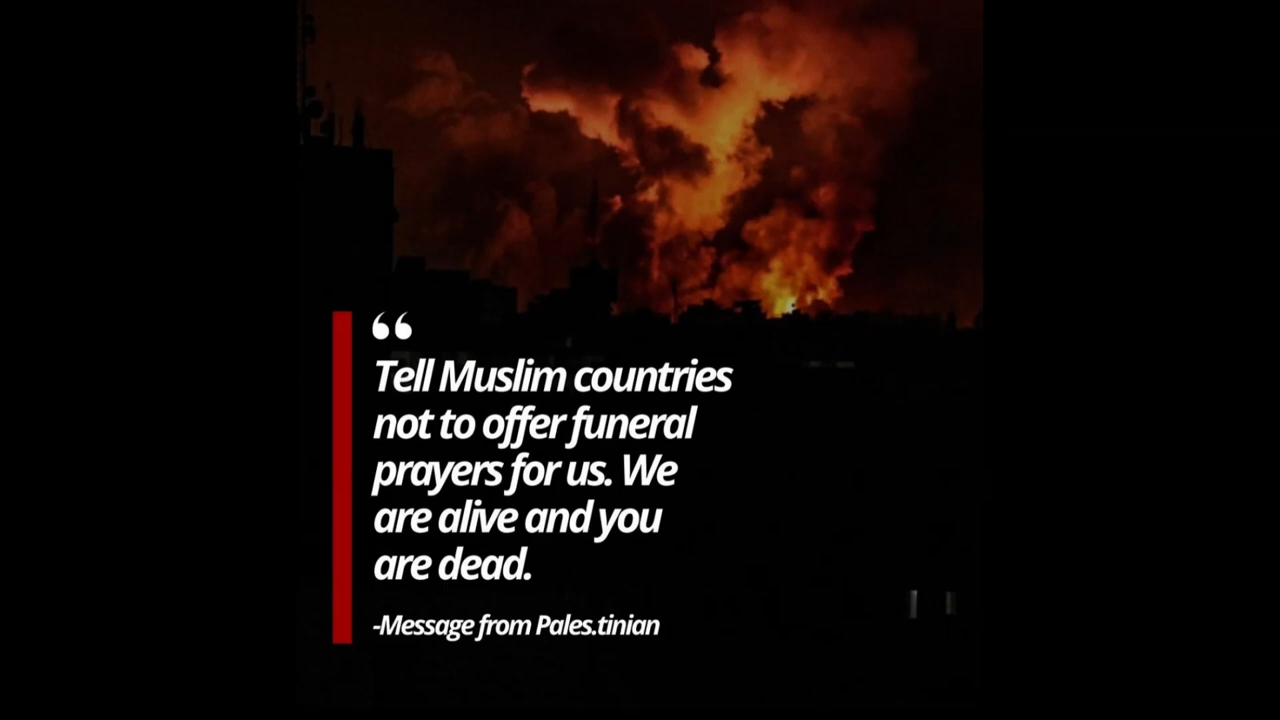 “
Tell Muslim countries
not to offer funeral
prayers for us. We
are alive and you
are dead.
-Message from Pales.tinian